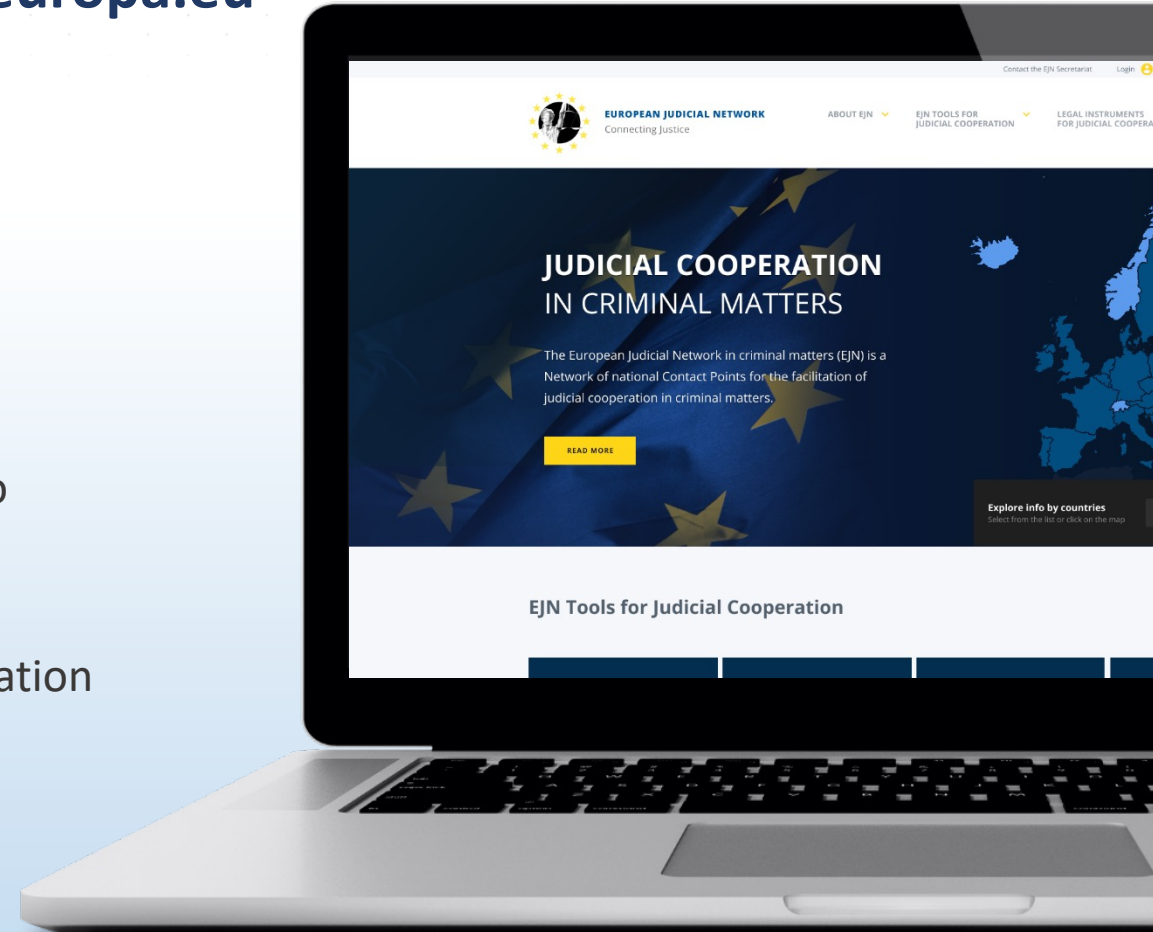 europa.eu
Contact the EJN Secretariat Login
EUROPEAN JUDICIAL NETWORK
Connecting Justice
ABOUT EJN
EJN TOOLS FOR
JUDICIAL COOPERATION
LEGAL INSTRUMENTS
FOR JUDICIAL COOPERA
JUDICIAL COOPERATION
IN CRIMINAL MATTERS
The European Judicial Network in criminal matters (EJN) is a
Network of national Contact Points for the facilitation of
judicial cooperation in criminal matters.
READ MORE
Explore info by countries
Select from the list or click on the map
EJN Tools for Judicial Cooperation
ation